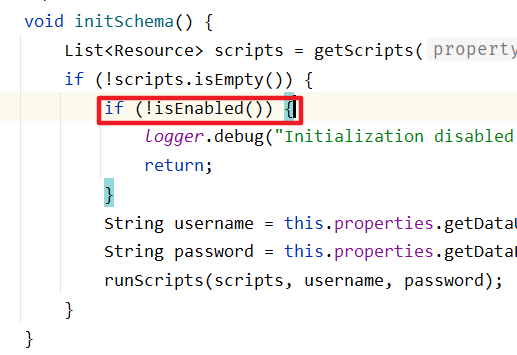 void initSchema() {
List<Resource> scripts = getScripts( property
if (!scripts.isEmpty()) {
if (!isEnabled()) {
logger.debug("Initialization disabled
return;
}
String username = this.properties.getData
String password = this.properties.getData
runScripts(scripts, username, password);
}
}